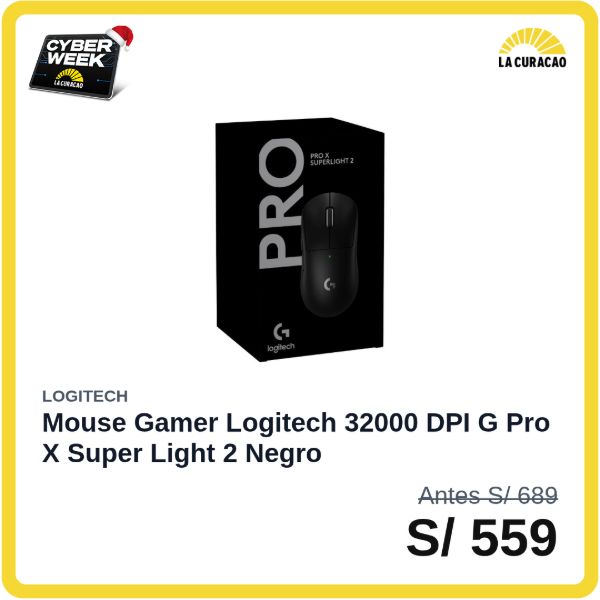 CYBER
WEEK
LA CURACAO
LA CURACAO
PRO
PRO X
SUPERLIGHT 2
G
logitech
LOGITECH
Mouse Gamer Logitech 32000 DPI G Pro
X Super Light 2 Negro
Antes S/ 689
S/ 559